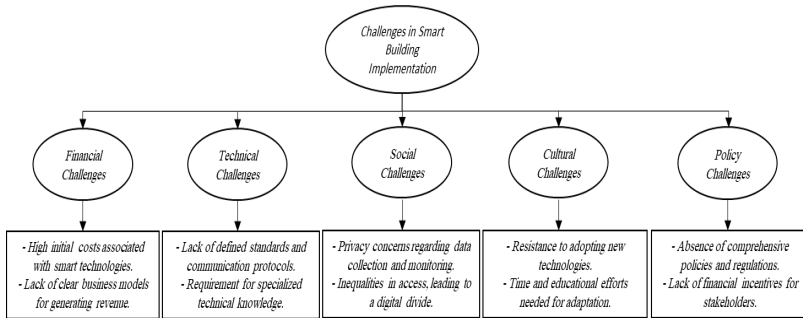 Challenges in Smart
Building
Implementation
Financial
Challenges
Technical
Challenges
Social
Challenges
Cultural
Challenges
Policy
Challenges
- High initial costs associated
with smart technologies.
- Lack of clear business models
for generating revenue.
- Lack of defined standards and
communication protocols.
- Requirement for specialized
technical knowledge.
- Privacy concerns regarding data
collection and monitoring.
- Inequalities in access, leading to
a digital divide.
- Resistance to adopting new
technologies.
- Time and educational efforts
needed for adaptation.
- Absence of comprehensive
policies and regulations.
- Lack of financial incentives for
stakeholders.